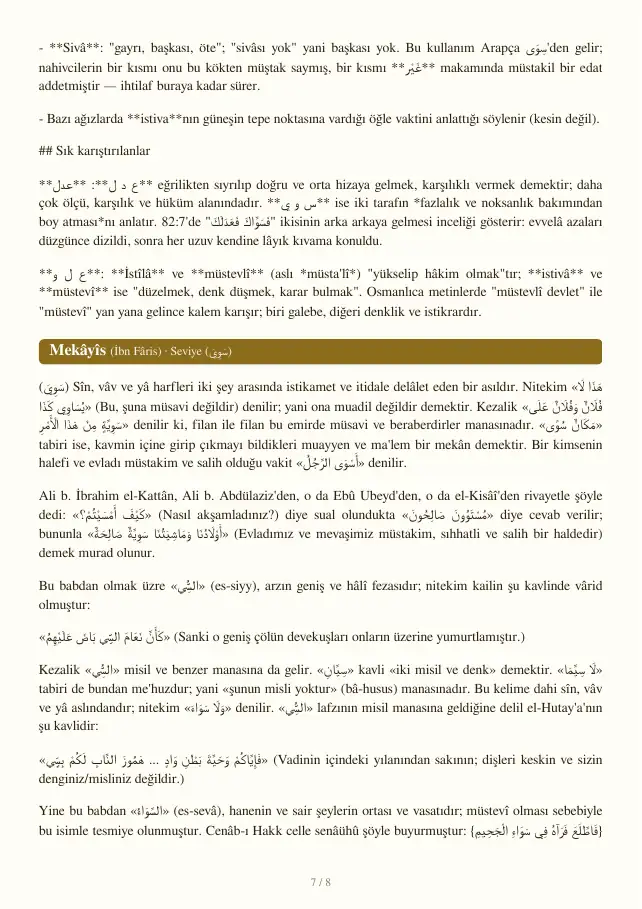 - **Sivâ**: "gayrı, başkası, öte"; "sivâsı yok" yani başkası yok. Bu kullanım Arapça سِوَى'den gelir;
nahivcilerin bir kısmı onu bu kökten müştak saymış, bir kısmı **غَيْر** makamında müstakil bir edat
addetmiştir — ihtilaf buraya kadar sürer.
- Bazı ağızlarda **istiva**nın güneşin tepe noktasına vardığı öğle vaktini anlattığı söylenir (kesin değil).
## Sık karıştırılanlar
**عدل** :**ع د ل** eğrilikten sıyrılıp doğru ve orta hizaya gelmek, karşılıklı vermek demektir; daha
çok ölçü, karşılık ve hüküm alanındadır. **س و ي** ise iki tarafın *fazlalık ve noksanlık bakımından
boy atması*nı anlatır. 82:7'de "فَسَوَّاكَ فَعَدَلَكَ" ikisinin arka arkaya gelmesi inceliği gösterir: evvelâ azaları
düzgünce dizildi, sonra her uzuv kendine lâyık kıvama konuldu.
**ع ل و**: **İstîlâ** ve **müstevlî** (aslı *müsta'lî*) "yükselip hâkim olmak"tır; **istivâ** ve
**müstevî** ise "düzelmek, denk düşmek, karar bulmak". Osmanlıca metinlerde "müstevlî devlet" ile
"müstevî" yan yana gelince kalem karışır; biri galebe, diğeri denklik ve istikrardır.
Mekâyîs (İbn Fâris) · Seviye (سَوِيَ)
(سَوِيَ) Sîn, vâv ve yâ harfleri iki şey arasında istikamet ve itidale delâlet eden bir asıldır. Nitekim «هَذَا لَا
يُسَاوِي كَذَا» (Bu, şuna müsavi değildir) denilir; yani ona muadil değildir demektir. Kezalik «فُلَانٌ وَفُلَانٌ عَلَى
سَوِيَّةٍ مِنْ هَذَا الْأَمْرِ» denilir ki, filan ile filan bu emirde müsavi ve beraberdirler manasınadır. «مَكَانٌ سُوًى»
tabiri ise, kavmin içine girip çıkmayı bildikleri muayyen ve ma'lem bir mekân demektir. Bir kimsenin
halefi ve evladı müstakim ve salih olduğu vakit «أَسْوَى الرَّجُلُ» denilir.
Ali b. İbrahim el-Kattân, Ali b. Abdülaziz'den, o da Ebû Ubeyd'den, o da el-Kisâî'den rivayetle şöyle
dedi: «كَيْفَ أَمْسَيْتُمْ؟» (Nasıl akşamladınız?) diye sual olundukta «مُسْتَوُونَ صَالِحُونَ» diye cevab verilir;
bununla «أَوْلَادُنَا وَمَاشِيَتُنَا سَوِيَّةٌ صَالِحَةٌ» (Evladımız ve mevaşimiz müstakim, sıhhatli ve salih bir haldedir)
demek murad olunur.
Bu babdan olmak üzre «السِّيُّ» (es-siyy), arzın geniş ve hâlî fezasıdır; nitekim kailin şu kavlinde vârid
olmuştur:
«كَأَنَّ نَعَامَ السِّيِ بَاضَ عَلَيْهِمُ» (Sanki o geniş çölün devekuşları onların üzerine yumurtlamıştır.)
Kezalik «السِّيُّ» misil ve benzer manasına da gelir. «سِيَّانِ» kavli «iki misil ve denk» demektir. «لَا سِيَّمَا»
tabiri de bundan me'huzdur; yani «şunun misli yoktur» (bâ-husus) manasınadır. Bu kelime dahi sîn, vâv
ve yâ aslındandır; nitekim «وَلَا سَوَاءَ» denilir. «السِّيُّ» lafzının misil manasına geldiğine delil el-Hutay'a'nın
şu kavlidir:
«فَإِيَّاكُمْ وَحَيَّةَ بَطْنِ وَادٍ ... هَمُوزَ النَّابِ لَكُمْ بِسِيِّ» (Vadinin içindeki yılanından sakının; dişleri keskin ve sizin
denginiz/misliniz değildir.)
Yine bu babdan «السَّوَاءُ» (es-sevâ), hanenin ve sair şeylerin ortası ve vasatıdır; müstevî olması sebebiyle
bu isimle tesmiye olunmuştur. Cenâb-ı Hakk celle senâühû şöyle buyurmuştur: {فَاطَّلَعَ فَرَآهُ فِي سَوَاءِ الْجَحِيمِ}
7 / 8